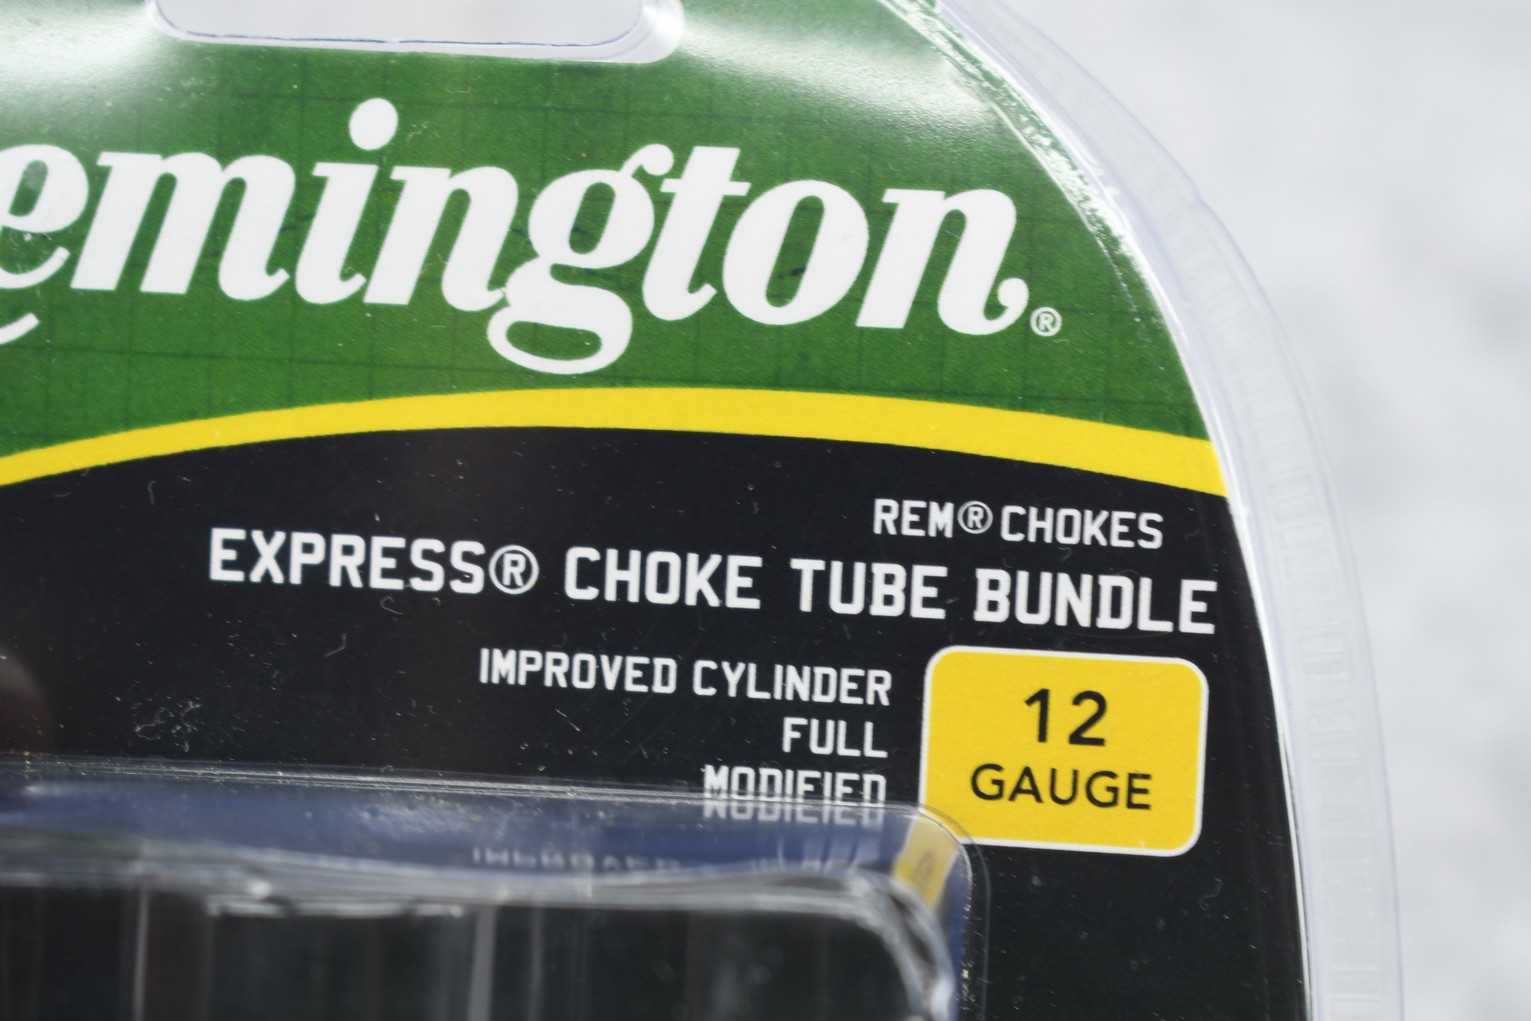 emington®
REM® CHOKES
EXPRESS® CHOKE TUBE BUNDLE
IMPROVED CYLINDER
FULL
MODIFIED
12
GAUGE